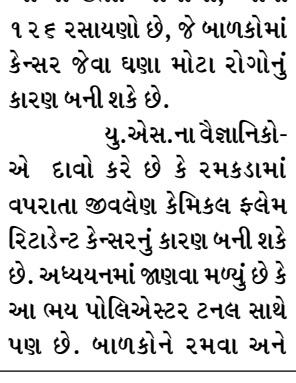 ૧૨૬ રસાયણો છે, જે બાળકોમાં
કેન્સર જેવા ઘણા મોટા રોગોનું
કારણ બની શકે છે.
યુ.એસ.ના વૈજ્ઞાનિકો-
એ દાવો કરે છે કે રમકડામાં
વપરાતા જીવલેણ કેમિકલ ફ્લેમ
રિટાડેન્ટ કેન્સરનું કારણ બની શકે
છે. અધ્યયનમાં જાણવા મળ્યું છે કે
આ ભય પોલિએસ્ટર ટનલ સાથે
પણ છે. બાળકોને રમવા અને